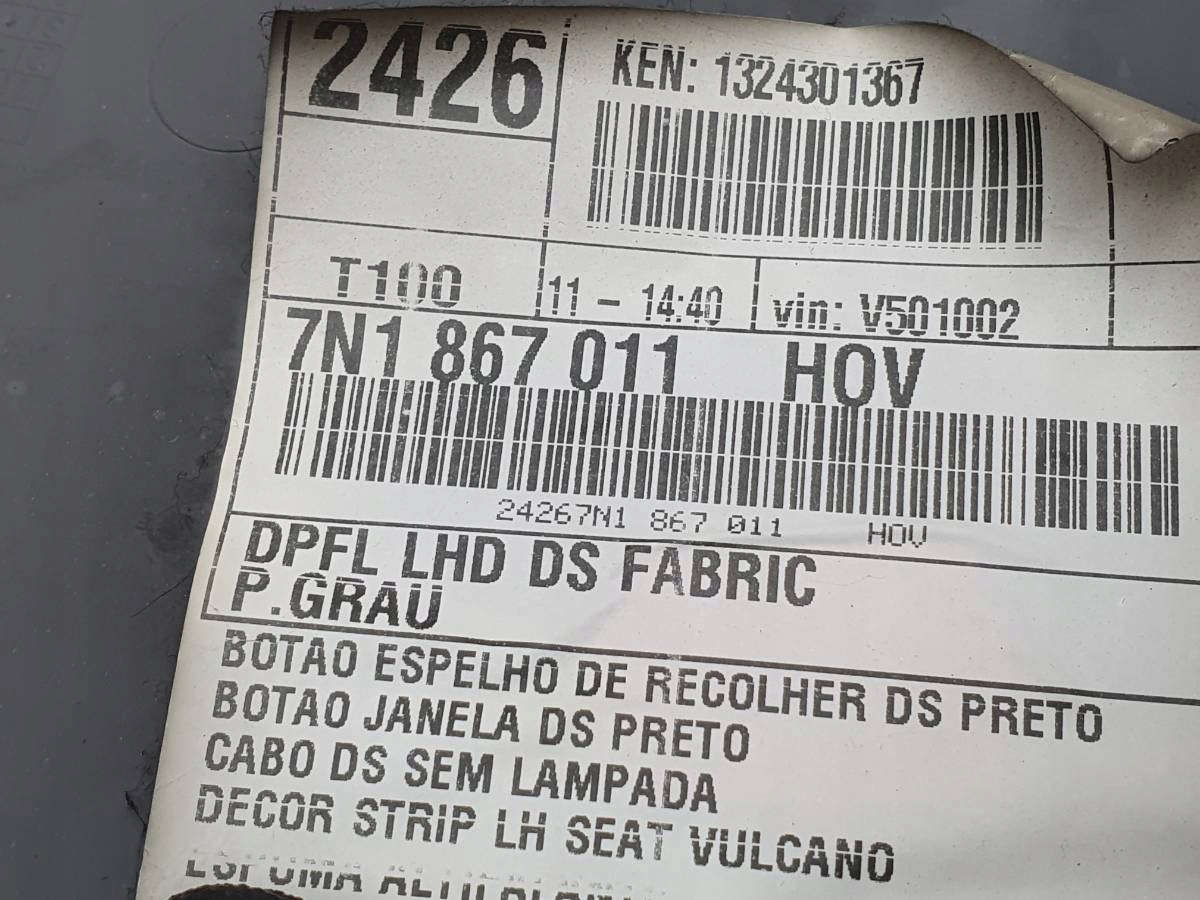 2426
KEN: 1324301367
T100
11 - 14:40
vin: V501002
7N1 867 011 HOV
24267N1 867 011 HOV
DPFL LHD DS FABRIC
P.GRAU
BOTAO ESPELHO DE RECOLHER DS PRETO
BOTAO JANELA DS PRETO
CABO DS SEM LAMPADA
DECOR STRIP LH SEAT VULCANO
ESPUMA